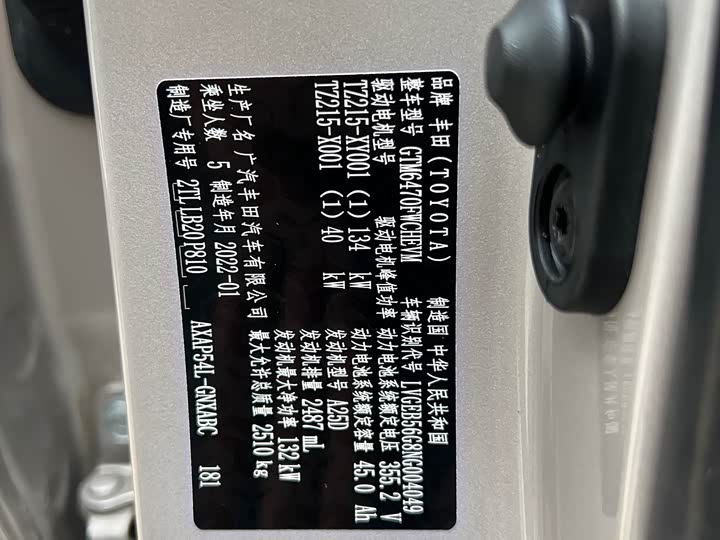 品牌 丰田(TOYOTA) 制造国 中华人民共和国
整车型号 GTM6470FWCHEVM 车辆识别代号 LVGEB56G8NG004049
驱动电机型号 驱动电机峰值功率 动力电池系统额定电压 355.2 V
TZ215-XY001 (1) 134 kW 动力电池系统额定容量 45.0 Ah
TZ215-X001 (1) 40 kW 发动机型号 A25D
发动机排量 2487 mL
发动机最大净功率 132 kW
生产厂名 广汽丰田汽车有限公司 最大允许总质量 2510 kg
乘坐人数 5 制造年月 2022-01
制造厂专用号 2TL LB20 P810 AXAP54L-GNXABC 181